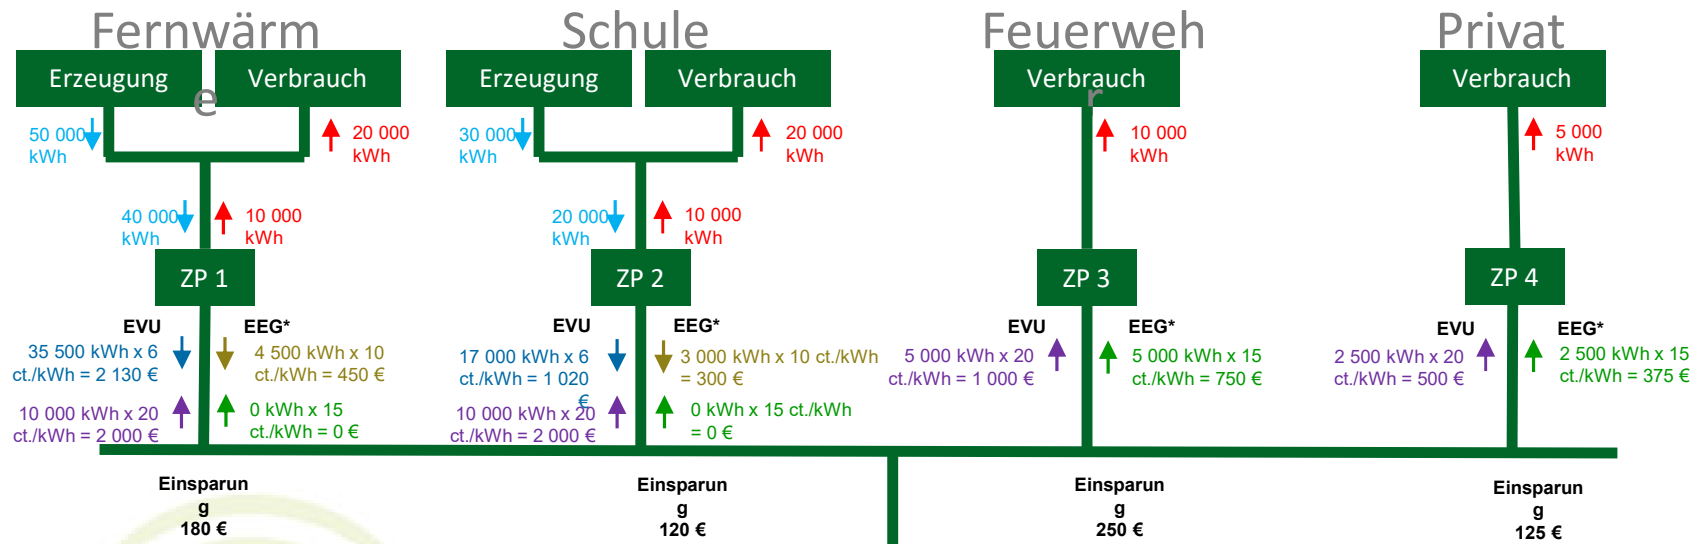 Fernwärm
e
Schule
Feuerweh
r
Privat
Erzeugung
Verbrauch
Erzeugung
Verbrauch
Verbrauch
Verbrauch
50 000
kWh
20 000
kWh
30 000
kWh
20 000
kWh
10 000
kWh
5 000
kWh
40 000
kWh
10 000
kWh
20 000
kWh
10 000
kWh
ZP 1
ZP 2
ZP 3
ZP 4
EVU
EEG*
35 500 kWh x 6
ct./kWh = 2 130 €
4 500 kWh x 10
ct./kWh = 450 €
10 000 kWh x 20
ct./kWh = 2 000 €
0 kWh x 15
ct./kWh = 0 €
EVU
EEG*
17 000 kWh x 6
ct./kWh = 1 020
€
3 000 kWh x 10 ct./kWh
= 300 €
10 000 kWh x 20
ct./kWh = 2 000 €
0 kWh x 15 ct./kWh
= 0 €
EVU
EEG*
5 000 kWh x 20
ct./kWh = 1 000 €
5 000 kWh x 15
ct./kWh = 750 €
EVU
EEG*
2 500 kWh x 20
ct./kWh = 500 €
2 500 kWh x 15
ct./kWh = 375 €
Einsparun
g
180 €
Einsparun
g
120 €
Einsparun
g
250 €
Einsparun
g
125 €